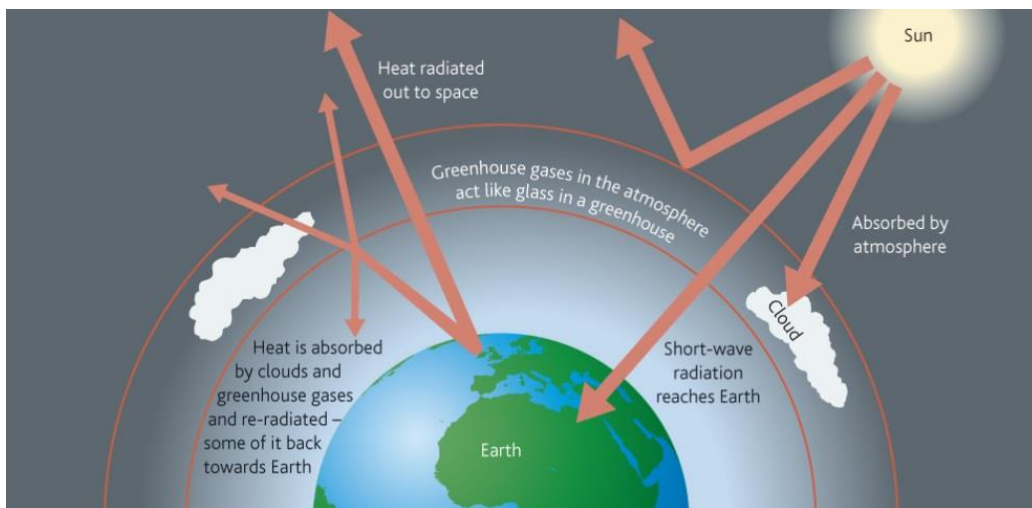 Sun
Heat radiated
out to space
Greenhouse gases in the atmosphere
act like glass in a greenhouse
Absorbed by
atmosphere
Cloud
Heat is absorbed
by clouds and
greenhouse gases
and re-radiated –
some of it back
towards Earth
Short-wave
radiation
reaches Earth
Earth